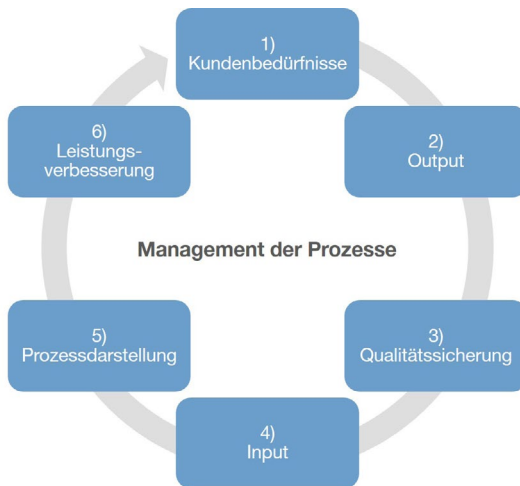 1)
Kundenbedürfnisse
2)
Output
3)
Qualitätssicherung
4)
Input
5)
Prozessdarstellung
6)
Leistungs-
verbesserung
Management der Prozesse